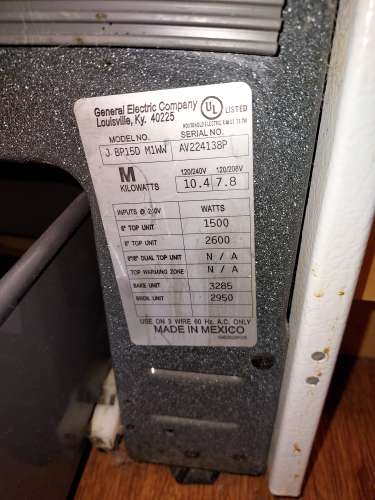 General Electric Company
Louisville, Ky. 40225
UL LISTED
MODEL NO. SERIAL NO.
J BP15D M1WW AV224138P
M 120/240V 120/208V
KILOWATTS 10.4 7.8
INPUTS @ 240V WATTS
6" TOP UNIT 1500
8" TOP UNIT 2600
6"/9" DUAL TOP UNIT N/A
TOP WARMING ZONE N/A
BAKE UNIT 3285
BROIL UNIT 2950
USE ON 3 WIRE 60 Hz. A.C. ONLY
MADE IN MEXICO